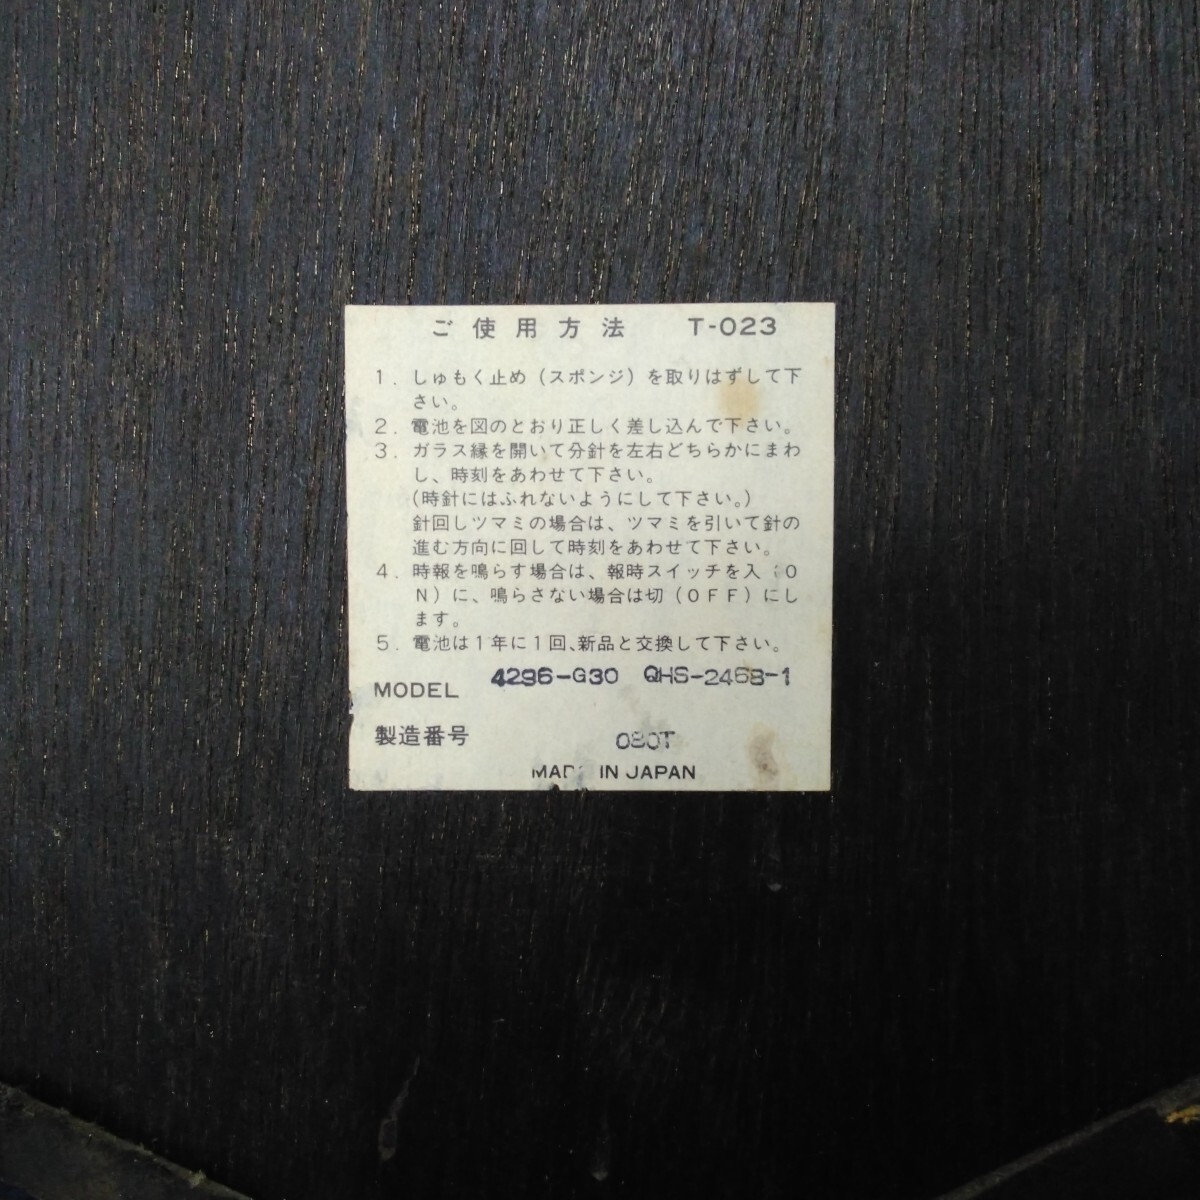 ご使用方法 T-023
1. しゅもく止め（スポンジ）を取りはずして下
さい。
2. 電池を図のとおり正しく差し込んで下さい。
3. ガラス縁を開いて分針を左右どちらかにまわ
し、時刻をあわせて下さい。
（時針にはふれないようにして下さい。）
針回しツマミの場合は、ツマミを引いて針の
進む方向に回して時刻をあわせて下さい。
4. 時報を鳴らす場合は、報時スイッチを入（O
N）に、鳴らさない場合は切（OFF）にし
ます。
5. 電池は1年に1回、新品と交換して下さい。
MODEL 4296-G30 QHS-2468-1
製造番号 080T
MADE IN JAPAN